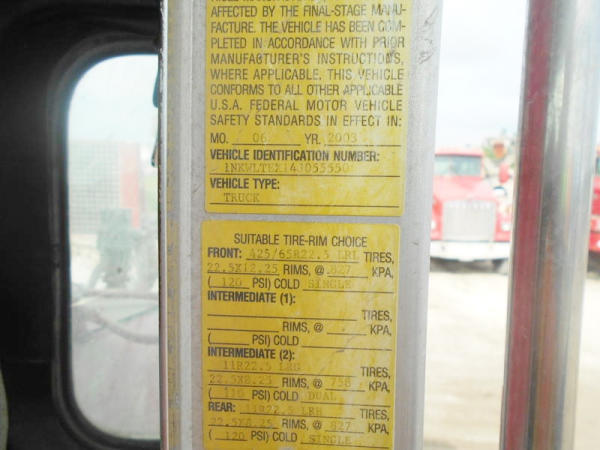 AFFECTED BY THE FINAL-STAGE MANU-
FACTURE. THE VEHICLE HAS BEEN COM-
PLETED IN ACCORDANCE WITH PRIOR
MANUFACTURER'S INSTRUCTIONS,
WHERE APPLICABLE. THIS VEHICLE
CONFORMS TO ALL OTHER APPLICABLE
U.S.A. FEDERAL MOTOR VEHICLE
SAFETY STANDARDS IN EFFECT IN:
MO. 06 YR. 2003
VEHICLE IDENTIFICATION NUMBER:
VEHICLE TYPE:
TRUCK
SUITABLE TIRE-RIM CHOICE
FRONT: 425/65R22.5 LRL TIRES,
22.5X12.25 RIMS, @ 827 KPA,
( 120 PSI) COLD SINGLE
INTERMEDIATE (1):
TIRES,
RIMS, @ KPA,
( PSI) COLD
INTERMEDIATE (2):
11R22.5 LRG TIRES,
22.5X8.25 RIMS, @ 758 KPA,
( 110 PSI) COLD DUAL
REAR: 11R22.5 LRH TIRES,
22.5X8.25 RIMS, @ 827 KPA,
( 120 PSI) COLD SINGLE